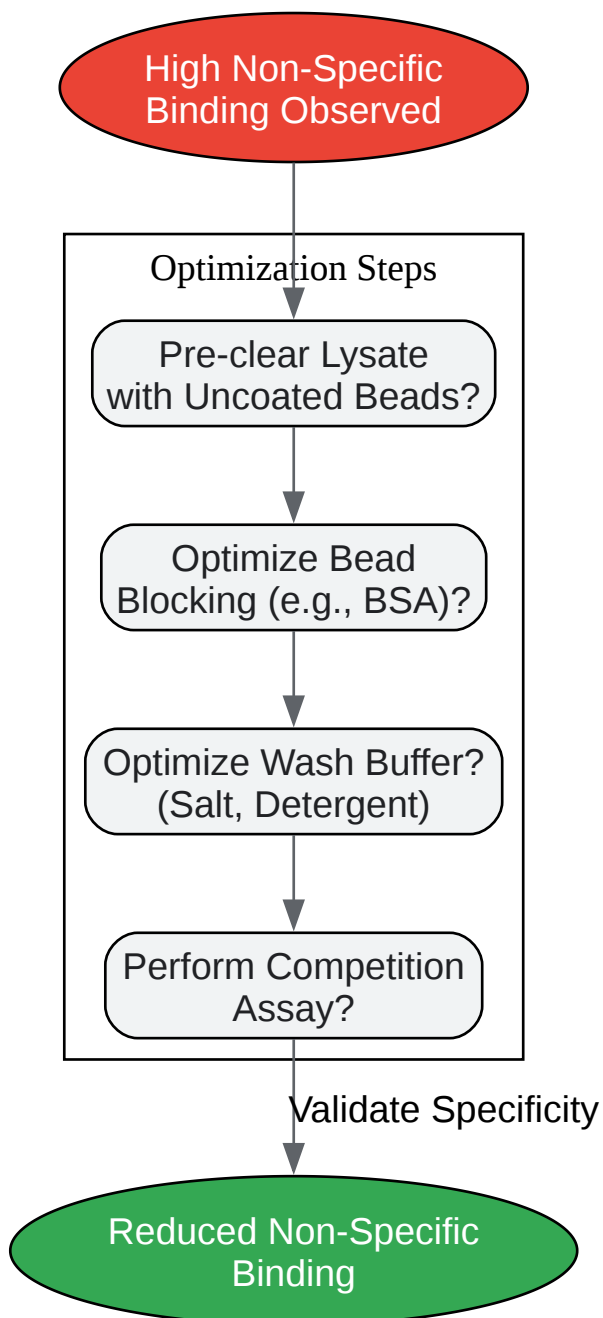 High Non-Specific
Binding Observed
Optimization Steps
Pre-clear Lysate
with Uncoated Beads?
Optimize Bead
Blocking (e.g., BSA)?
Optimize Wash Buffer?
(Salt, Detergent)
Perform Competition
Assay?
Validate Specificity
Reduced Non-Specific
Binding